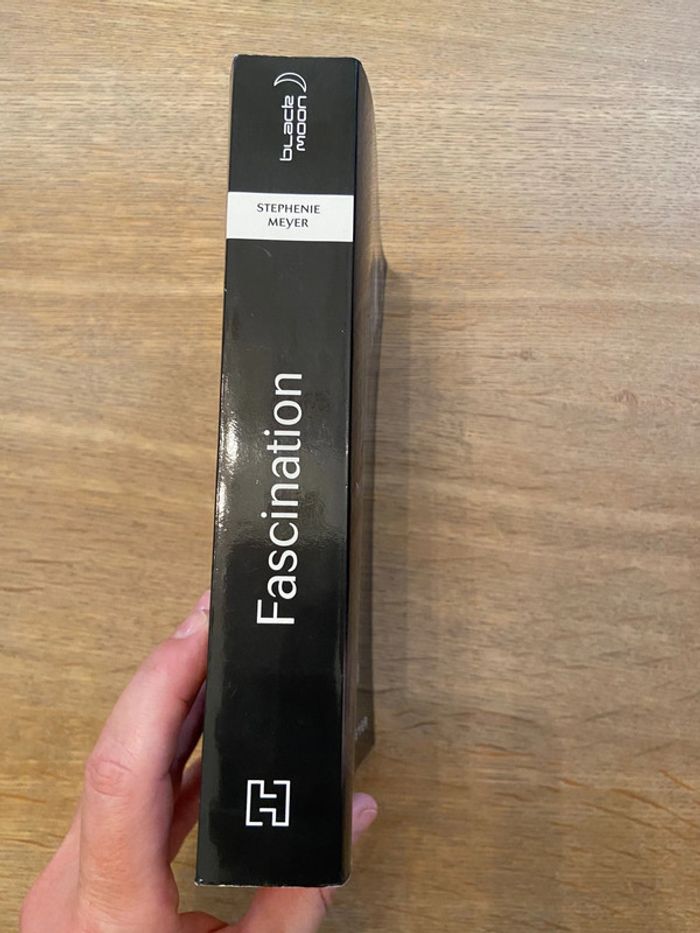 black
moon
STEPHENIE
MEYER
Fascination
H